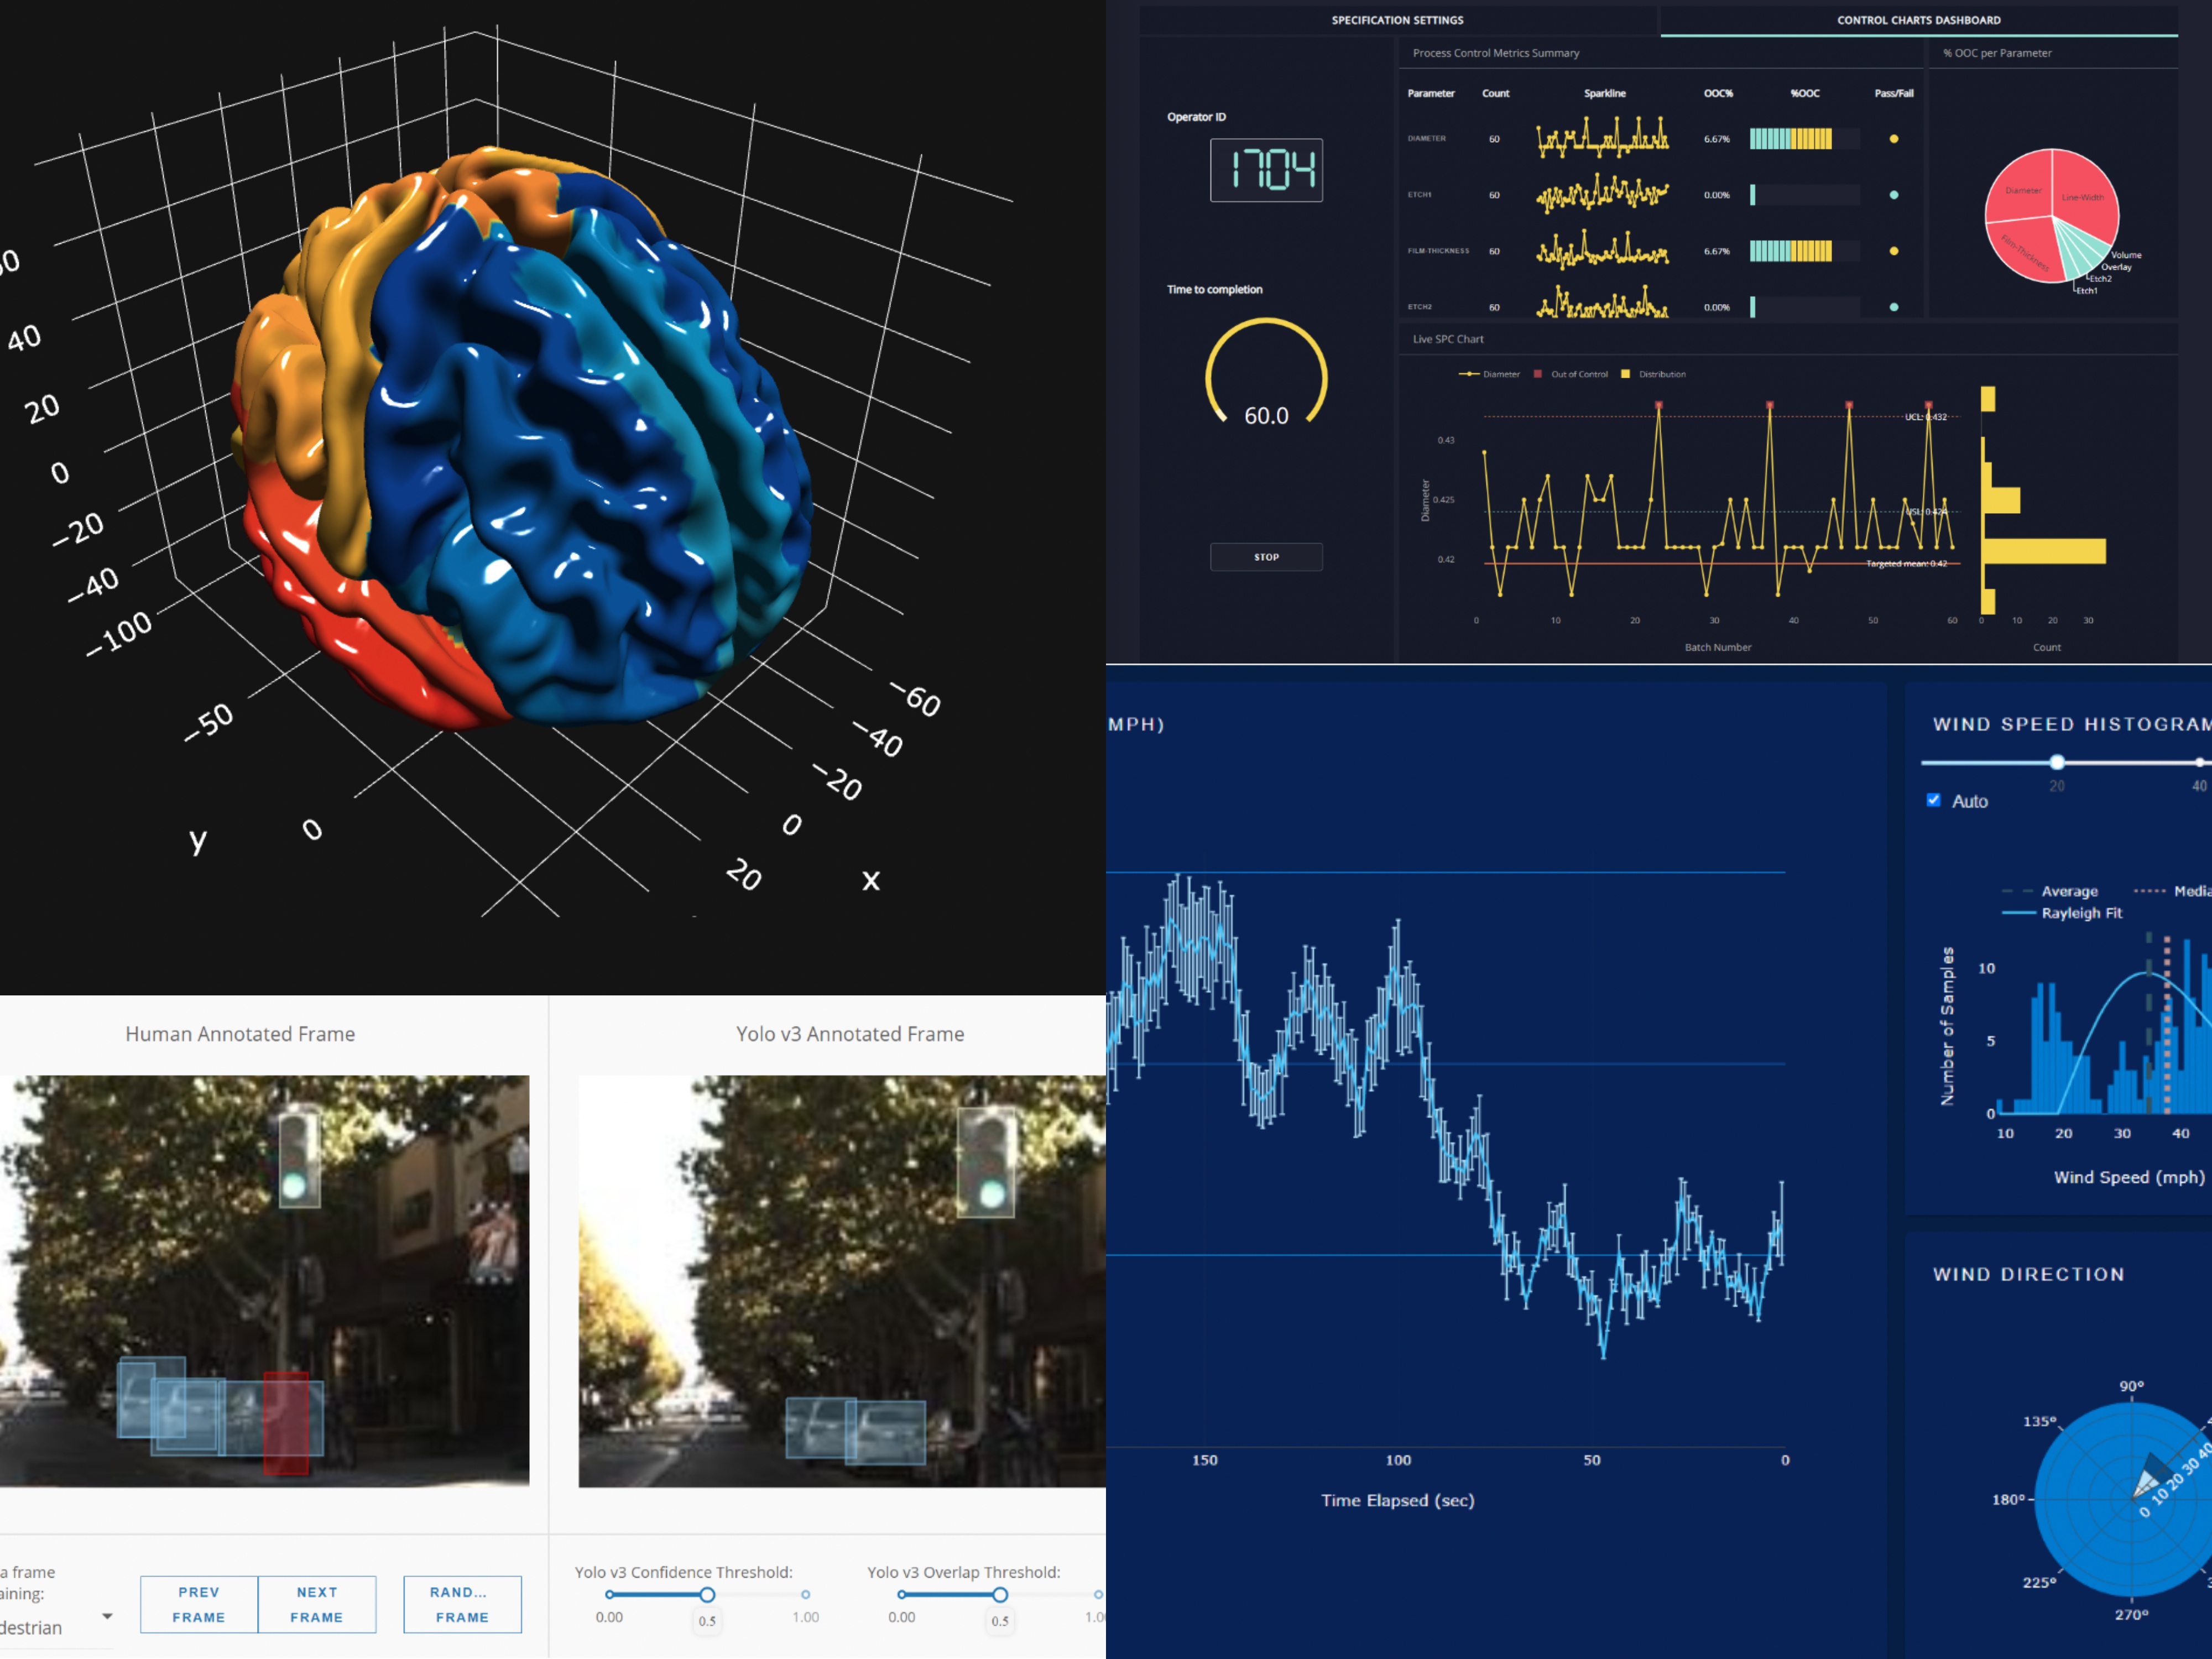 40
20
0
−20
−40
−100
−50
0
y
−60
−40
−20
0
20
x
SPECIFICATION SETTINGS
CONTROL CHARTS DASHBOARD
Operator ID
1704
Time to completion
60.0
STOP
Process Control Metrics Summary
Parameter Count Sparkline OOC% %OOC Pass/Fail
DIAMETER 60 6.67%
ETCH1 60 0.00%
FILM-THICKNESS 60 6.67%
ETCH2 60 0.00%
% OOC per Parameter
Diameter
Line-Width
Film-Thickness
Volume
Overlay
Etch2
Etch1
Live SPC Chart
Diameter Out of Control Distribution
UCL: 0.432
0.43
Diameter
0.425
USL: 0.424
0.42
Targeted mean: 0.42
0 10 20 30 40 50 60
Batch Number
0 10 20 30
Count
Human Annotated Frame
Yolo v3 Annotated Frame
a frame
aining:
destrian
PREV
FRAME
NEXT
FRAME
RAND...
FRAME
Yolo v3 Confidence Threshold:
0.00 0.5 1.00
Yolo v3 Overlap Threshold:
0.00 0.5 1.0
MPH)
150 100 50 0
Time Elapsed (sec)
WIND SPEED HISTOGRAM
20 40
Auto
Average Media
Rayleigh Fit
Number of Samples
10
5
0
10 20 30 40
Wind Speed (mph)
WIND DIRECTION
90°
135°
180°
225°
270°
0 10 20 30 40